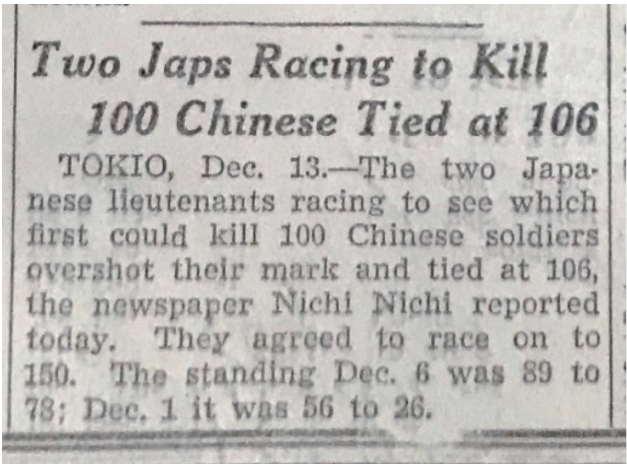 Two Japs Racing to Kill
100 Chinese Tied at 106
TOKIO, Dec. 13.—The two Japa-
nese lieutenants racing to see which
first could kill 100 Chinese soldiers
overshot their mark and tied at 106,
the newspaper Nichi Nichi reported
today. They agreed to race on to
150. The standing Dec. 6 was 89 to
78; Dec. 1 it was 56 to 26.